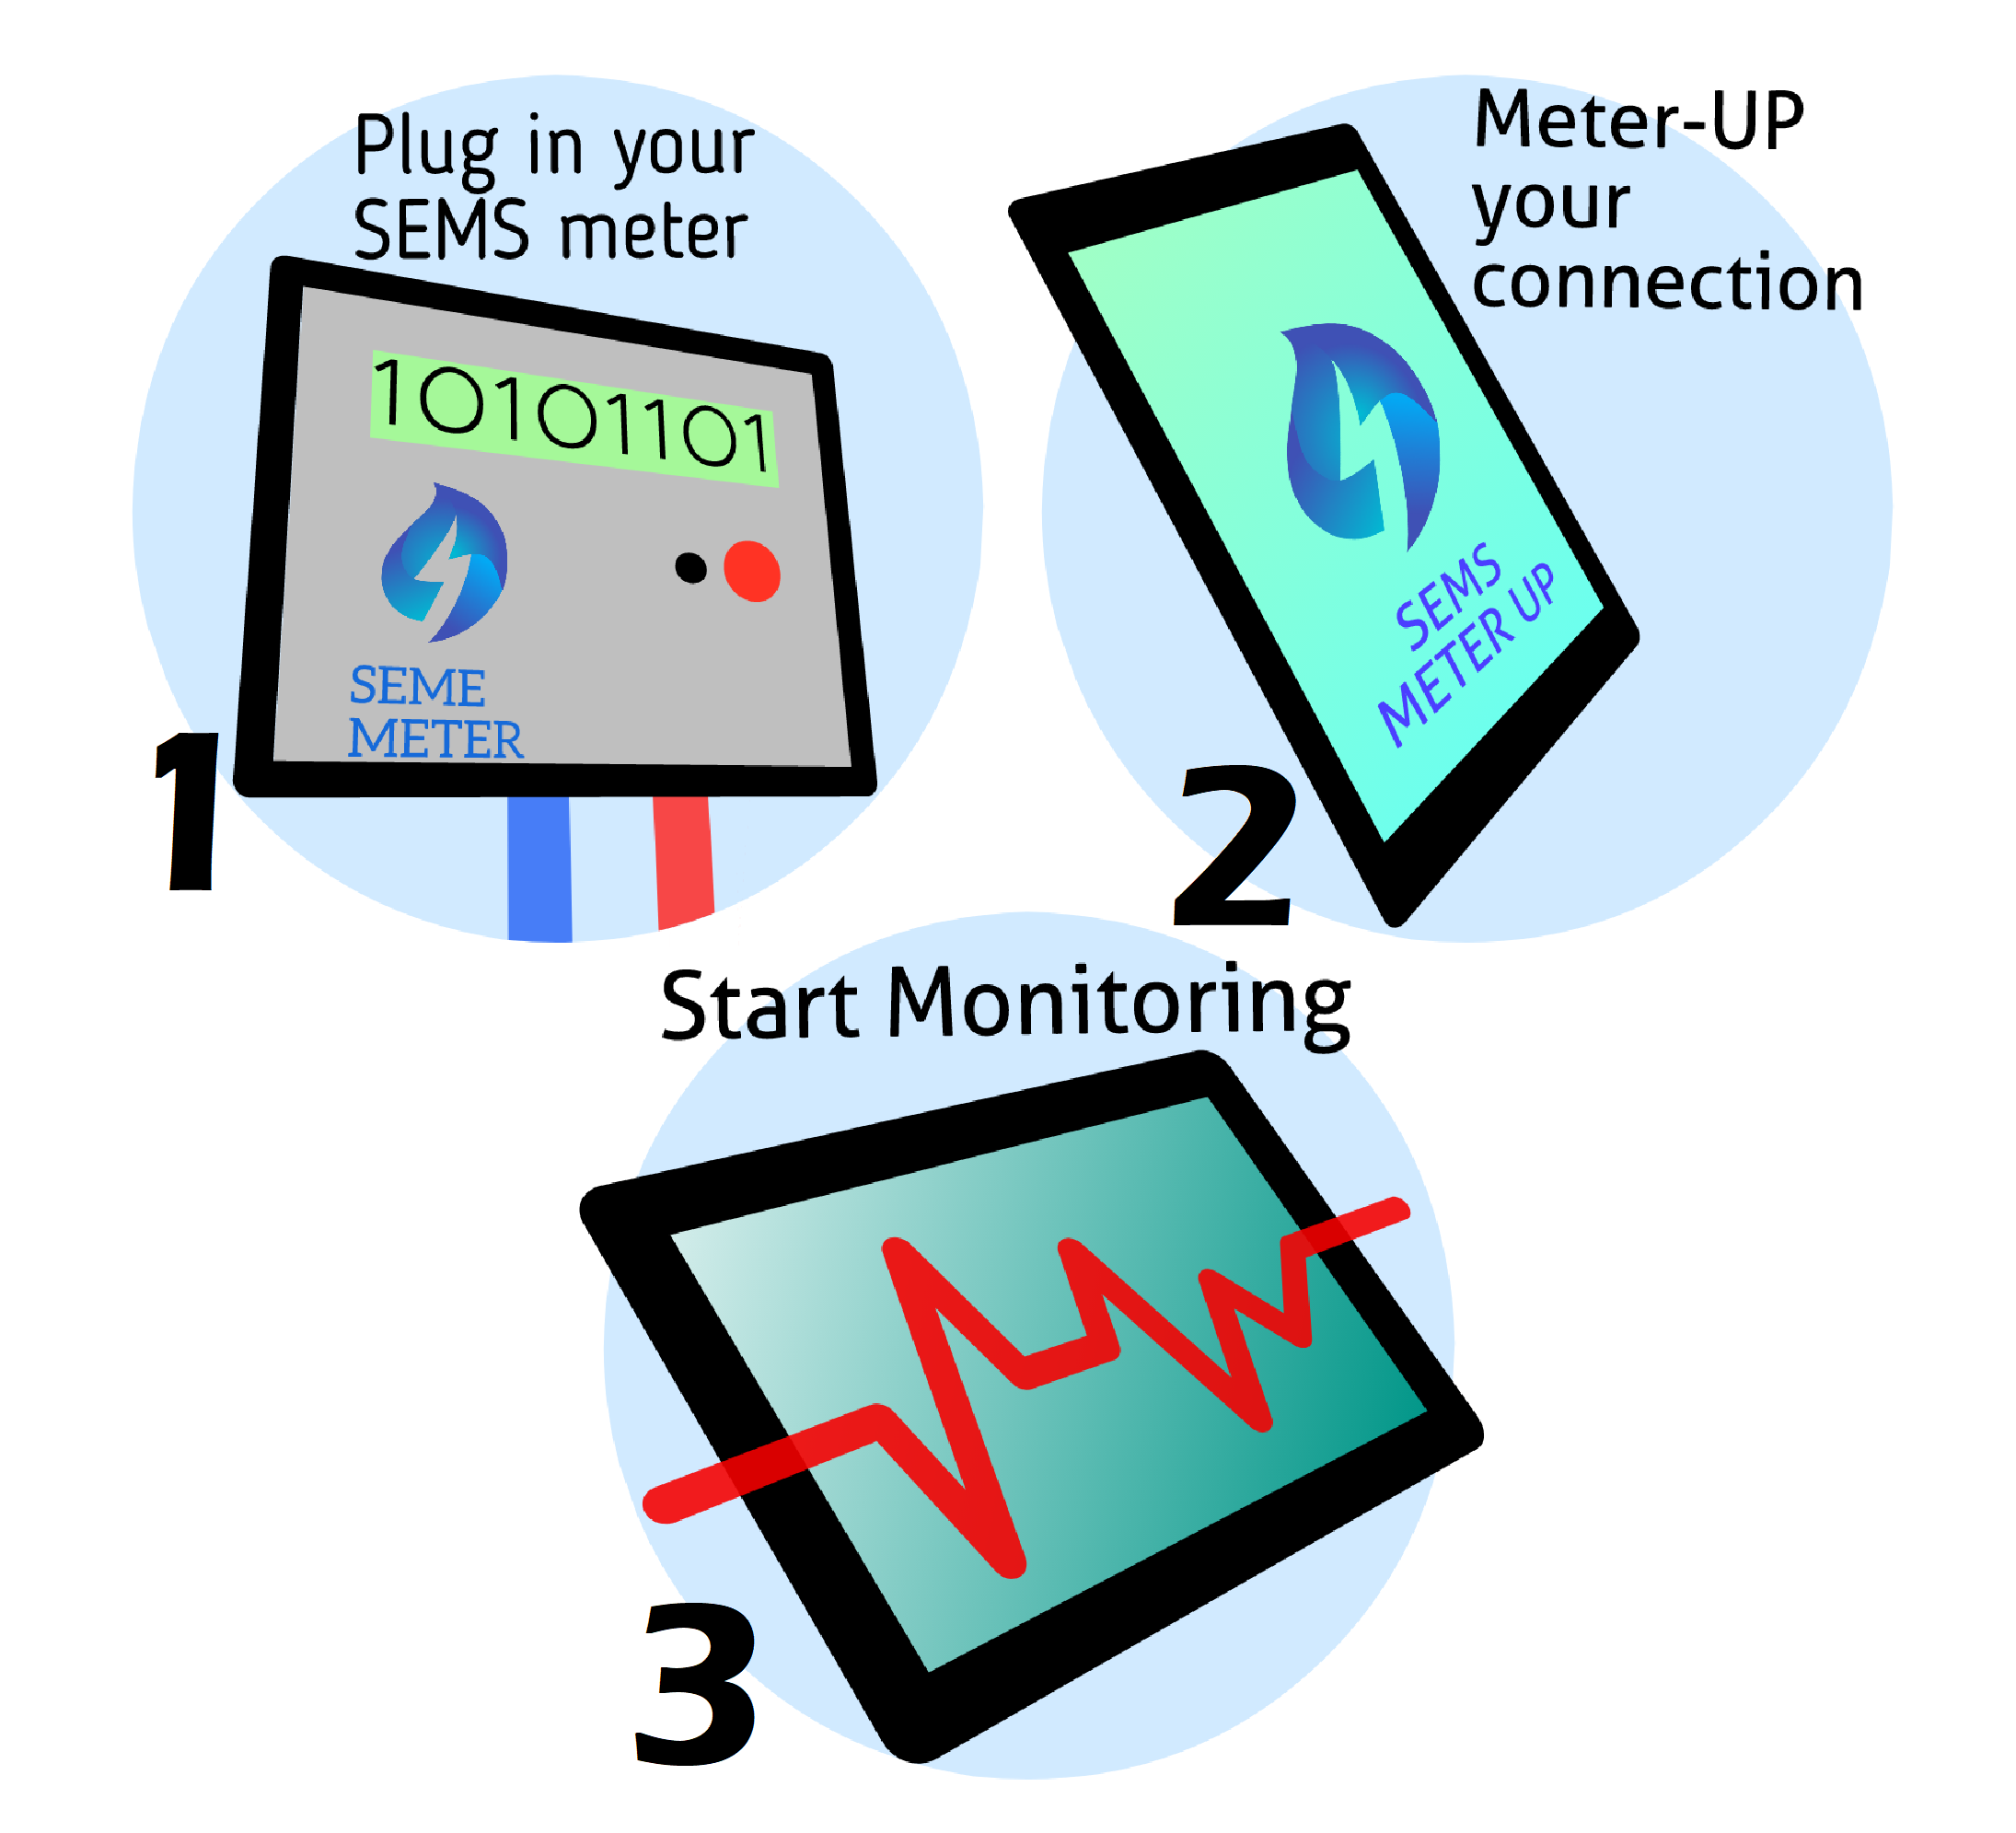 Plug in your
SEMS meter
101011101
SEME
METER
1
Meter-UP
your
connection
SEMS
METER UP
2
Start Monitoring
3